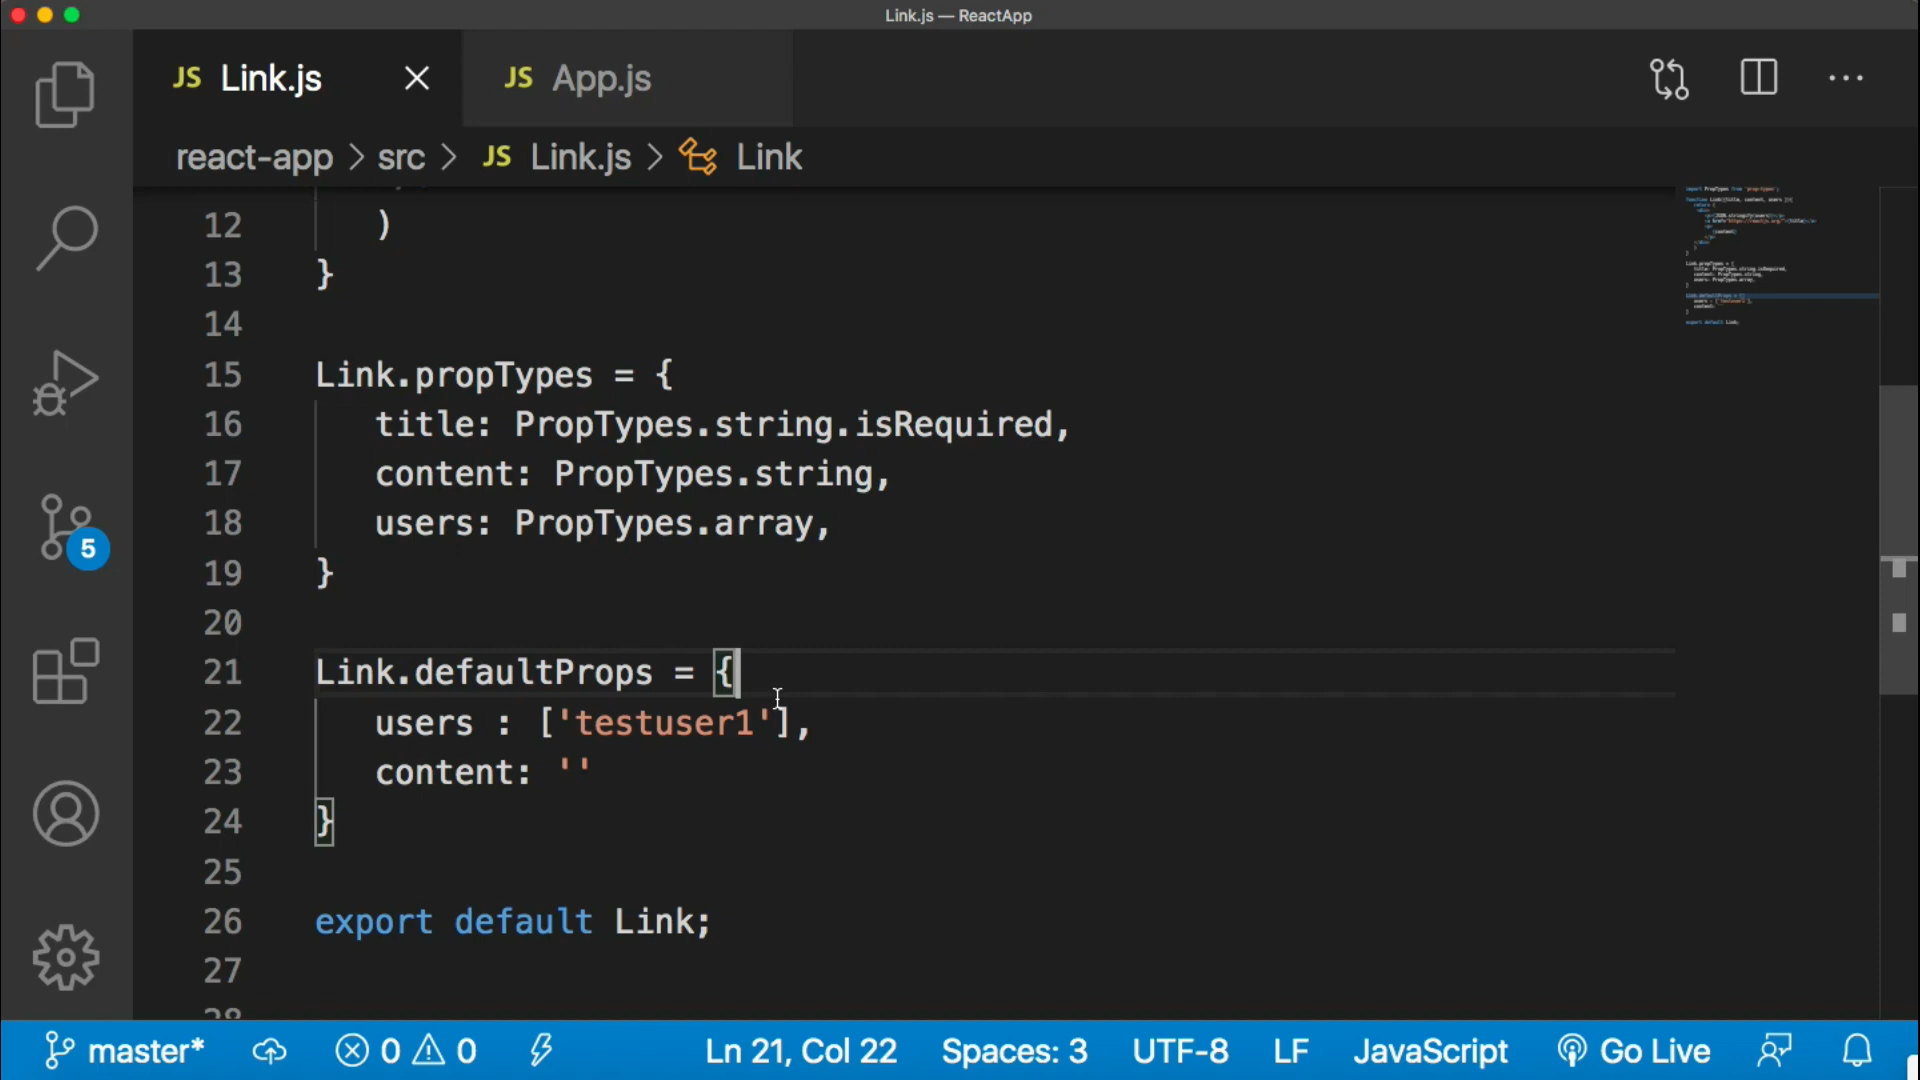 Link.js — ReactApp
JS Link.js
JS App.js
react-app > src > JS Link.js > Link
12 )
13 }
14
15 Link.propTypes = {
16 title: PropTypes.string.isRequired,
17 content: PropTypes.string,
18 users: PropTypes.array,
19 }
20
21 Link.defaultProps = {
22 users : ['testuser1'],
23 content: ''
24 }
25
26 export default Link;
27
28
5
master* 0 0 Ln 21, Col 22 Spaces: 3 UTF-8 LF JavaScript Go Live